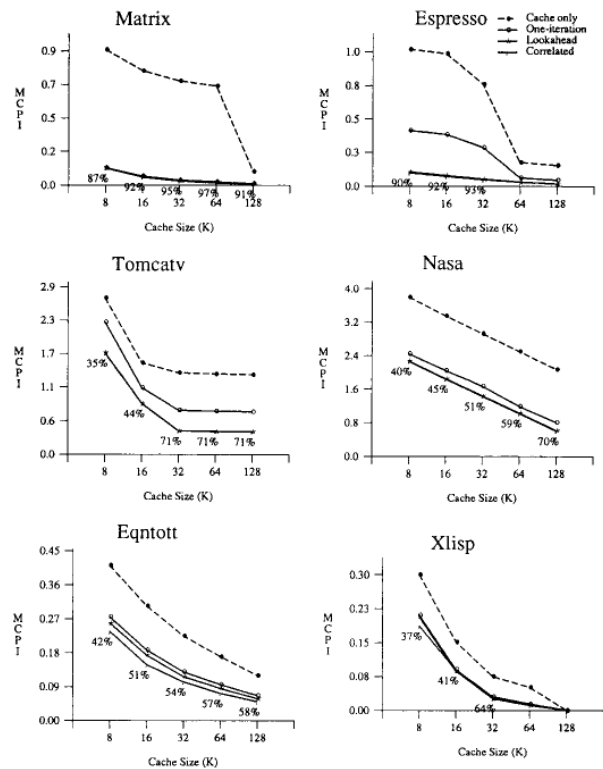 Matrix
0.9
0.7
0.5
0.2
0.0
MCPI
87%
92%
95%
97%
91%
8 16 32 64 128
Cache Size (K)
Espresso
Cache only
One-iteration
Lookahead
Correlated
1.0
0.8
0.5
0.3
0.0
MCPI
90%
92%
93%
8 16 32 64 128
Cache Size (K)
Tomcatv
2.9
2.3
1.7
1.1
0.6
0.0
MCPI
35%
44%
71%
71%
71%
8 16 32 64 128
Cache Size (K)
Nasa
4.0
3.2
2.4
1.6
0.8
0.0
MCPI
40%
45%
51%
59%
70%
8 16 32 64 128
Cache Size (K)
Eqntott
0.45
0.36
0.27
0.18
0.09
0.00
MCPI
42%
51%
54%
57%
58%
8 16 32 64 128
Cache Size (K)
Xlisp
0.30
0.23
0.15
0.08
0.00
MCPI
37%
41%
64%
8 16 32 64 128
Cache Size (K)